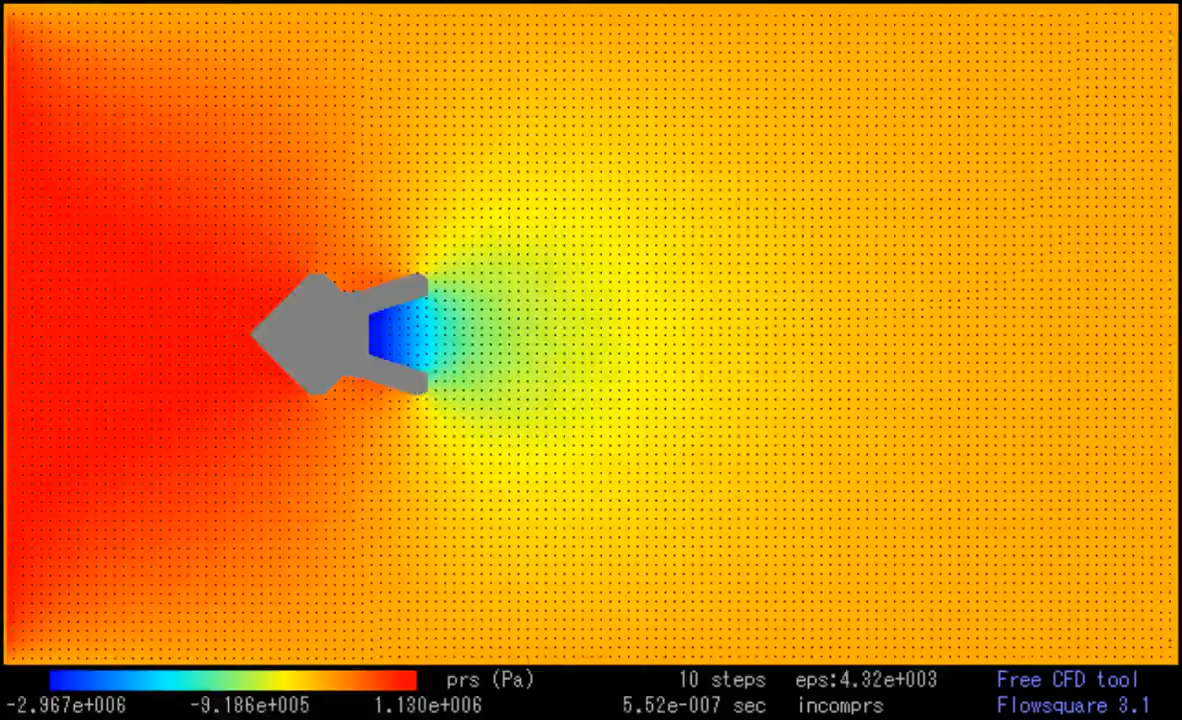 prs (Pa) 10 steps eps:4.32e+003 Free CFD tool
-2.967e+006 -9.186e+005 1.130e+006 5.52e-007 sec incomprs Flowsquare 3.1